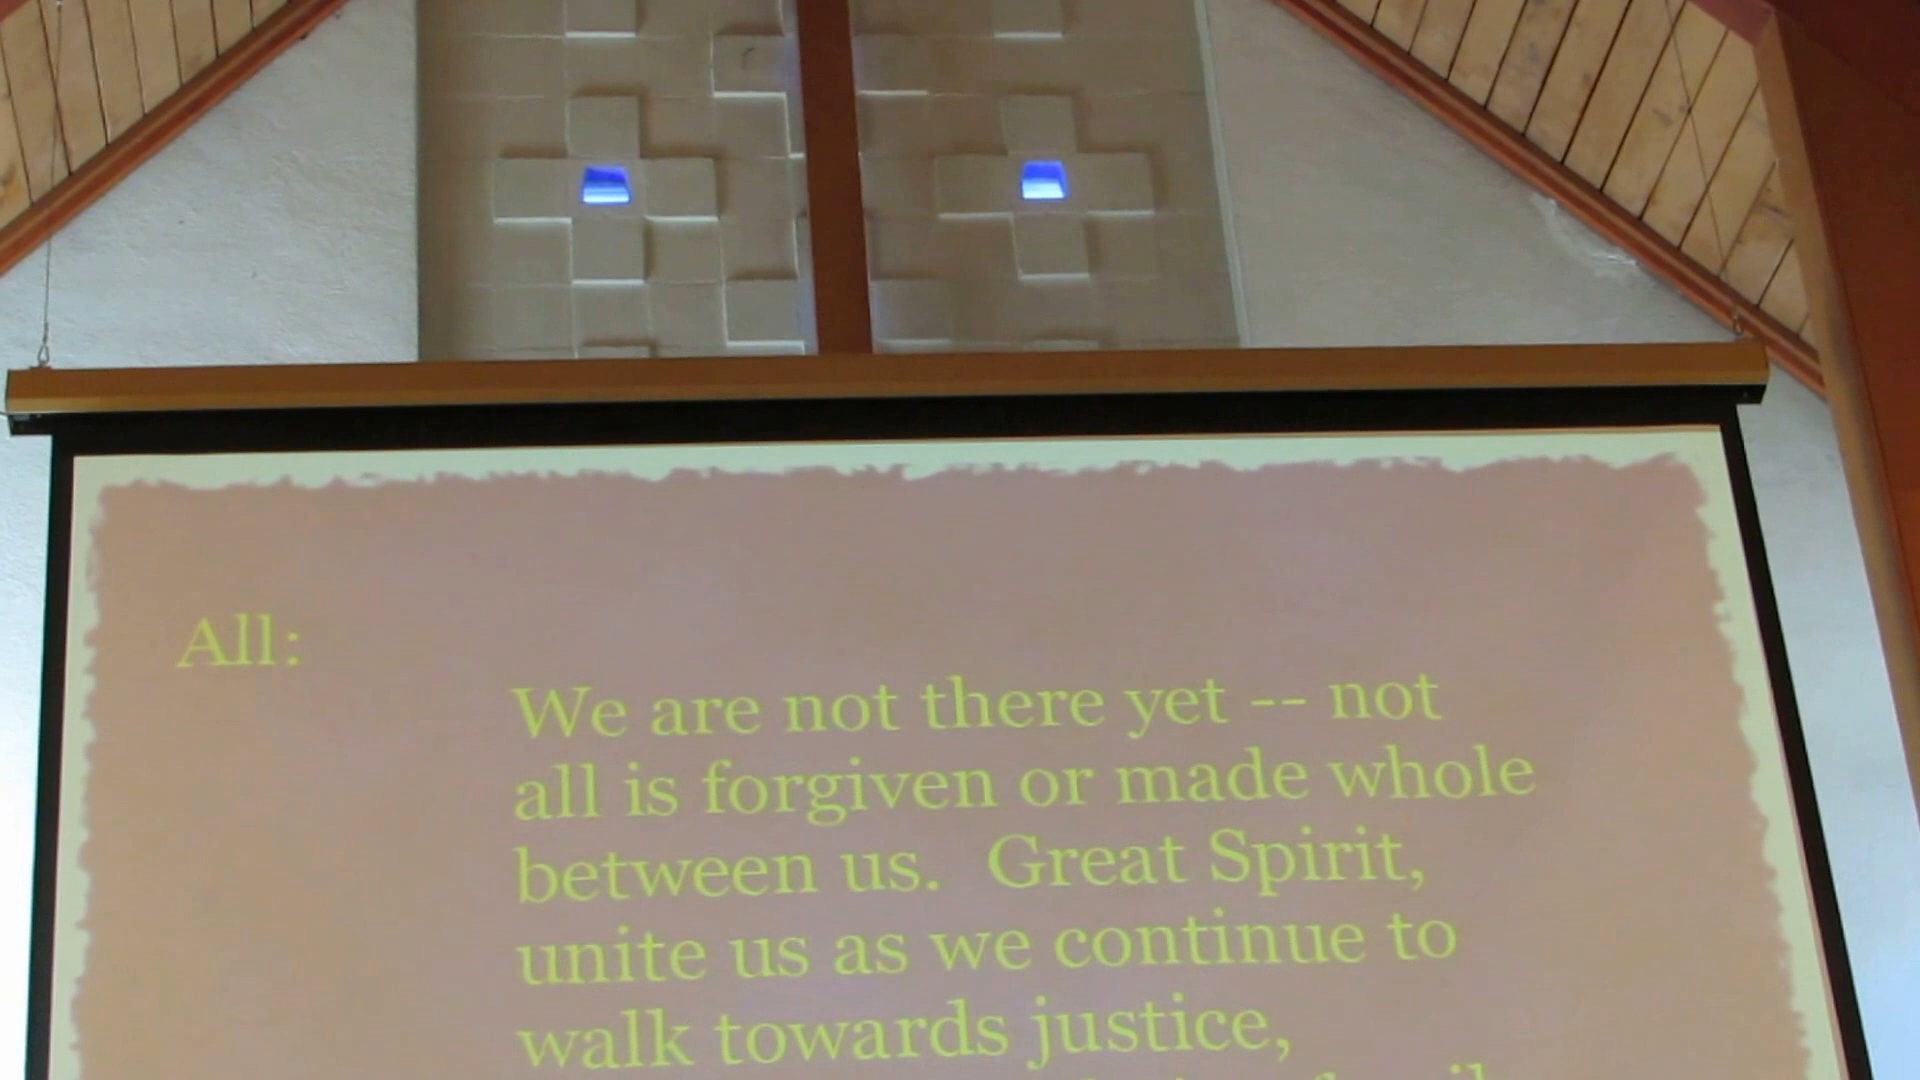 All:
We are not there yet -- not
all is forgiven or made whole
between us. Great Spirit,
unite us as we continue to
walk towards justice,